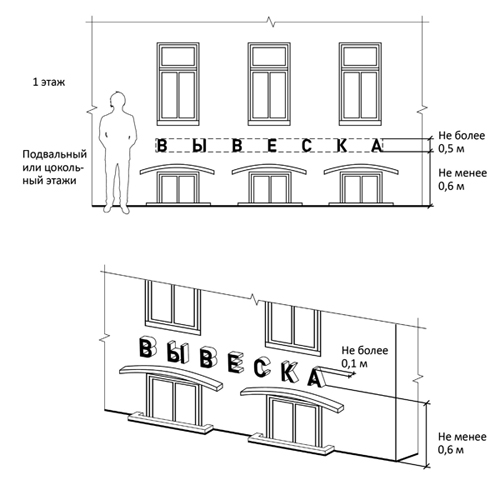 1 этаж
В Ы В Е С К А
Не более
0,5 м
Подвальный
или цоколь-
ный этажи
Не менее
0,6 м
ВЫВЕСКА
Не более
0,1 м
Не менее
0,6 м